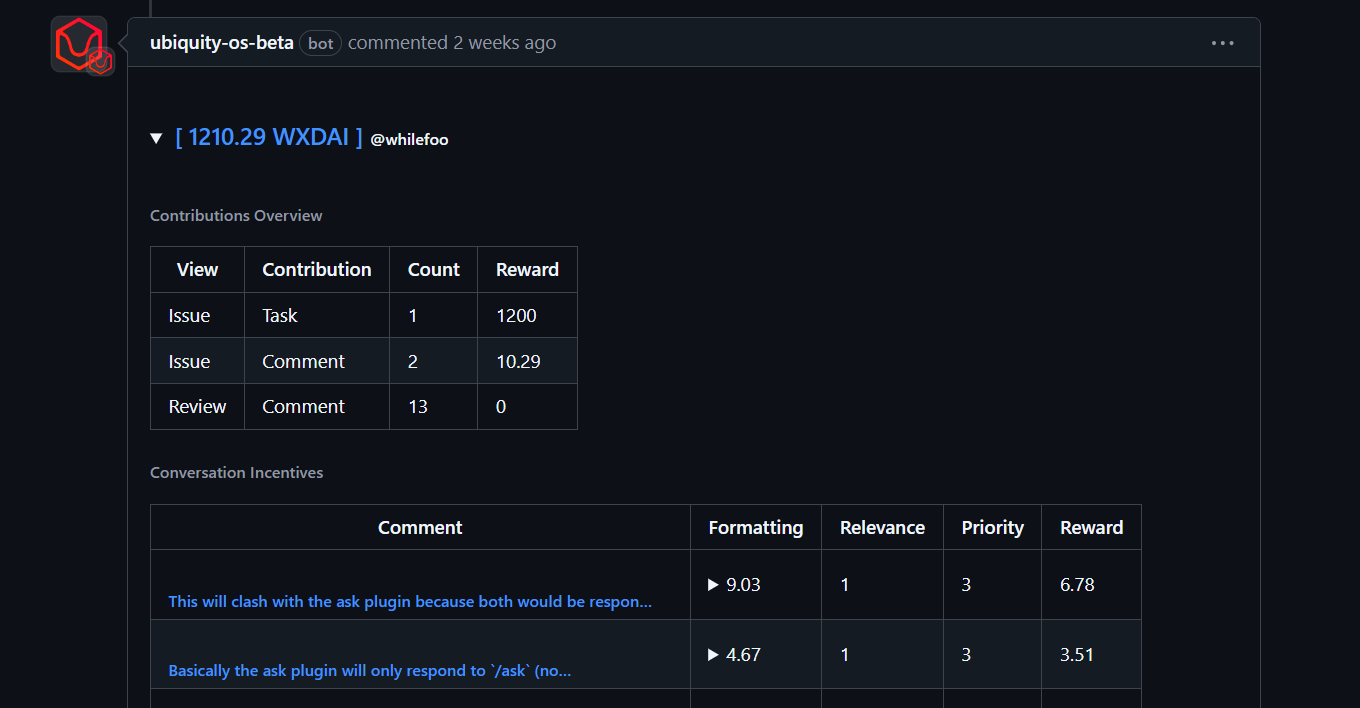 ubiquity-os-beta bot commented 2 weeks ago
[ 1210.29 WXDAI ] @whilefoo
Contributions Overview
View Contribution Count Reward
Issue Task 1 1200
Issue Comment 2 10.29
Review Comment 13 0
Conversation Incentives
Comment Formatting Relevance Priority Reward
This will clash with the ask plugin because both would be respon... 9.03 1 3 6.78
Basically the ask plugin will only respond to `/ask` (no... 4.67 1 3 3.51